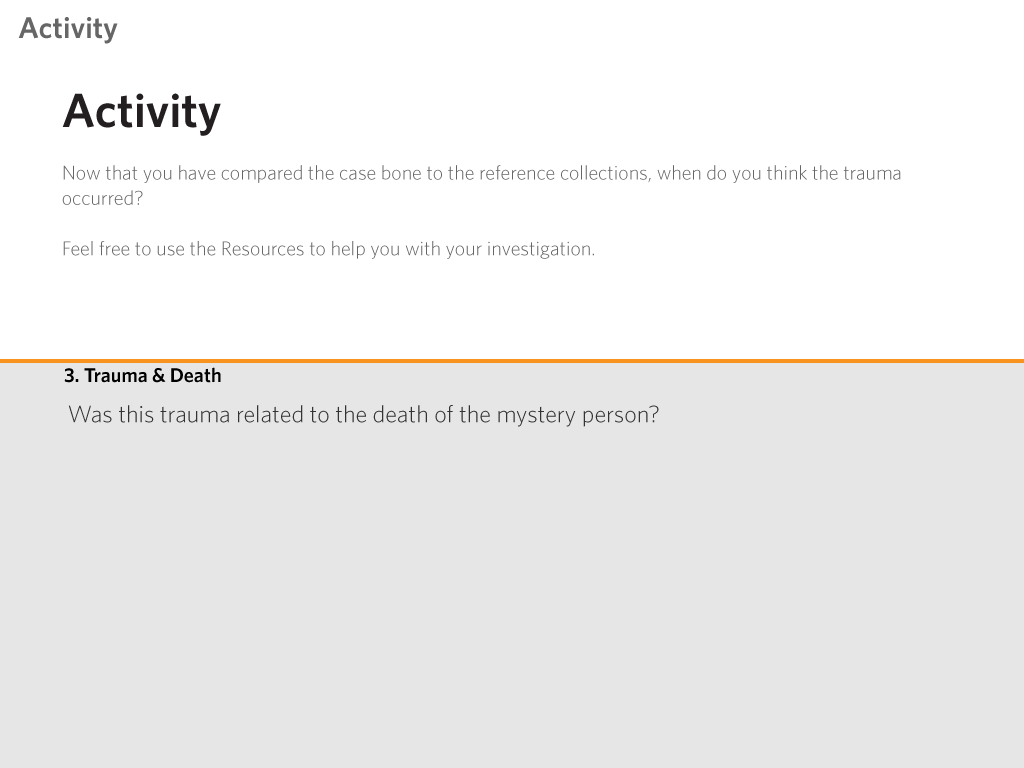 Activity
Activity
Now that you have compared the case bone to the reference collections, when do you think the trauma
occurred?
Feel free to use the Resources to help you with your investigation.
3. Trauma & Death
Was this trauma related to the death of the mystery person?